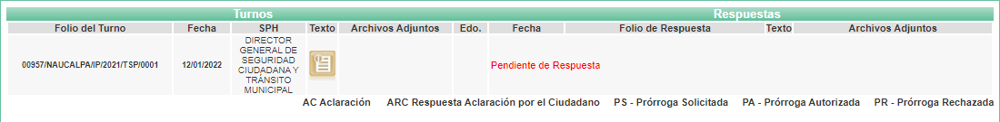 Turnos Respuestas
Folio del Turno Fecha SPH Texto Archivos Adjuntos Edo. Fecha Folio de Respuesta Texto Archivos Adjuntos
00957/NAUCALPA/IP/2021/TSP/0001 12/01/2022 DIRECTOR
GENERAL DE
SEGURIDAD
CIUDADANA Y
TRÁNSITO
MUNICIPAL
Pendiente de Respuesta
AC Aclaración ARC Respuesta Aclaración por el Ciudadano PS - Prórroga Solicitada PA - Prórroga Autorizada PR - Prórroga Rechazada